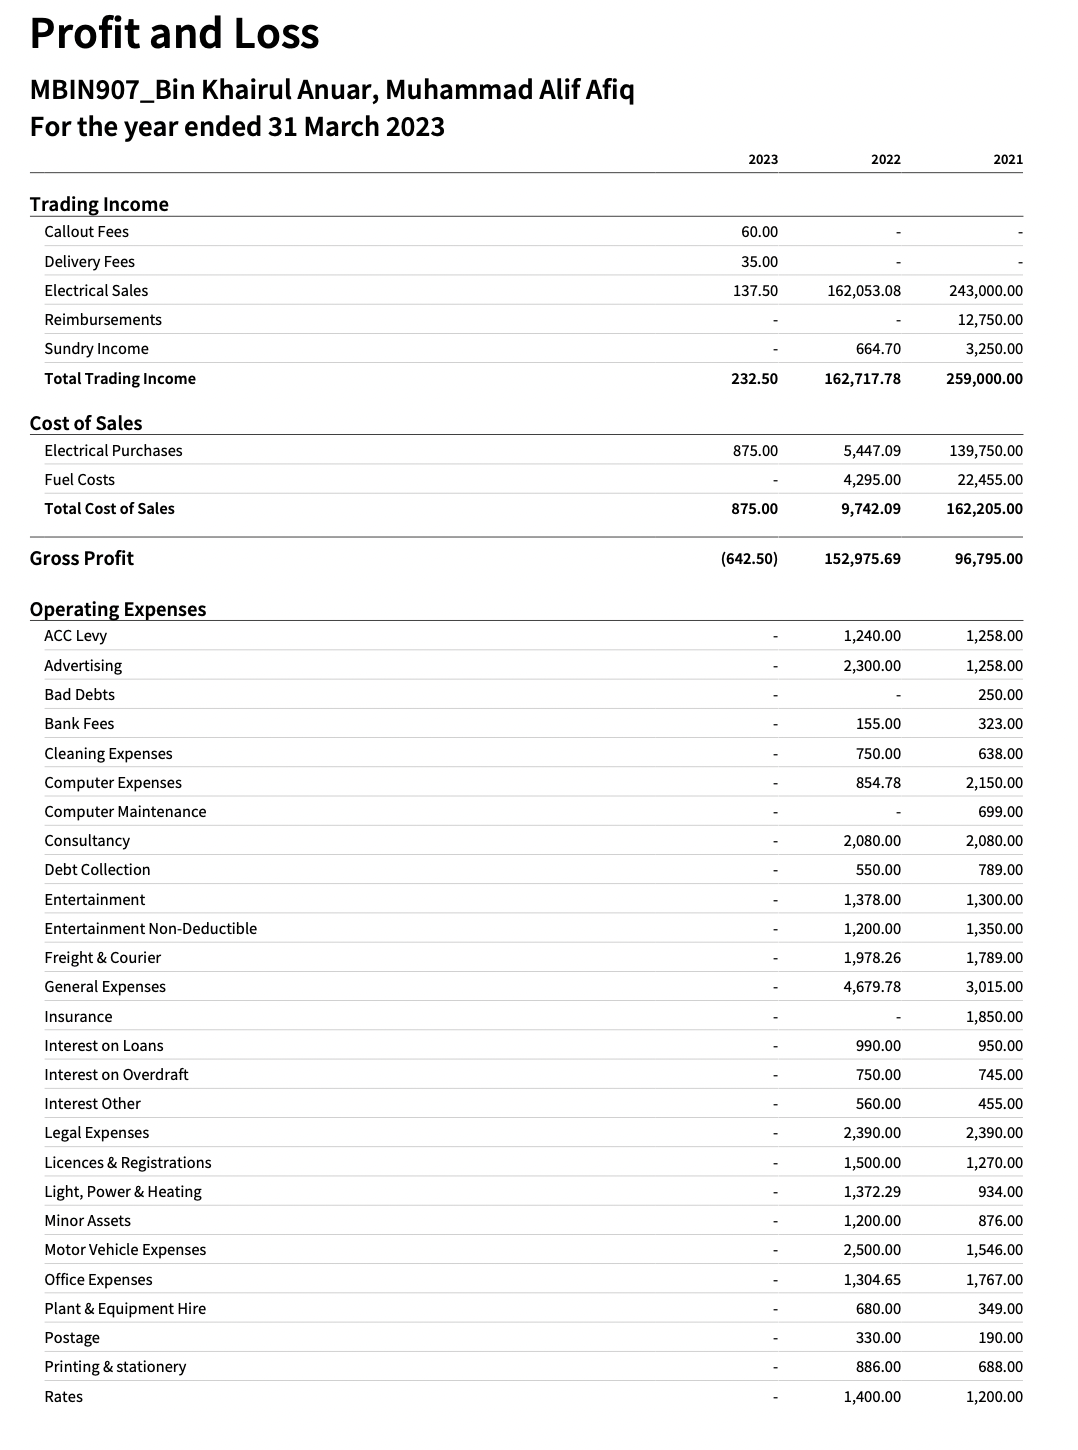 Profit and Loss
MBIN907_Bin Khairul Anuar, Muhammad Alif Afiq
For the year ended 31 March 2023
2023 2022 2021
Trading Income
Callout Fees 60.00 - -
Delivery Fees 35.00 - -
Electrical Sales 137.50 162,053.08 243,000.00
Reimbursements - - 12,750.00
Sundry Income - 664.70 3,250.00
Total Trading Income 232.50 162,717.78 259,000.00
Cost of Sales
Electrical Purchases 875.00 5,447.09 139,750.00
Fuel Costs - 4,295.00 22,455.00
Total Cost of Sales 875.00 9,742.09 162,205.00
Gross Profit (642.50) 152,975.69 96,795.00
Operating Expenses
ACC Levy - 1,240.00 1,258.00
Advertising - 2,300.00 1,258.00
Bad Debts - - 250.00
Bank Fees - 155.00 323.00
Cleaning Expenses - 750.00 638.00
Computer Expenses - 854.78 2,150.00
Computer Maintenance - - 699.00
Consultancy - 2,080.00 2,080.00
Debt Collection - 550.00 789.00
Entertainment - 1,378.00 1,300.00
Entertainment Non-Deductible - 1,200.00 1,350.00
Freight & Courier - 1,978.26 1,789.00
General Expenses - 4,679.78 3,015.00
Insurance - - 1,850.00
Interest on Loans - 990.00 950.00
Interest on Overdraft - 750.00 745.00
Interest Other - 560.00 455.00
Legal Expenses - 2,390.00 2,390.00
Licences & Registrations - 1,500.00 1,270.00
Light, Power & Heating - 1,372.29 934.00
Minor Assets - 1,200.00 876.00
Motor Vehicle Expenses - 2,500.00 1,546.00
Office Expenses - 1,304.65 1,767.00
Plant & Equipment Hire - 680.00 349.00
Postage - 330.00 190.00
Printing & stationery - 886.00 688.00
Rates - 1,400.00 1,200.00